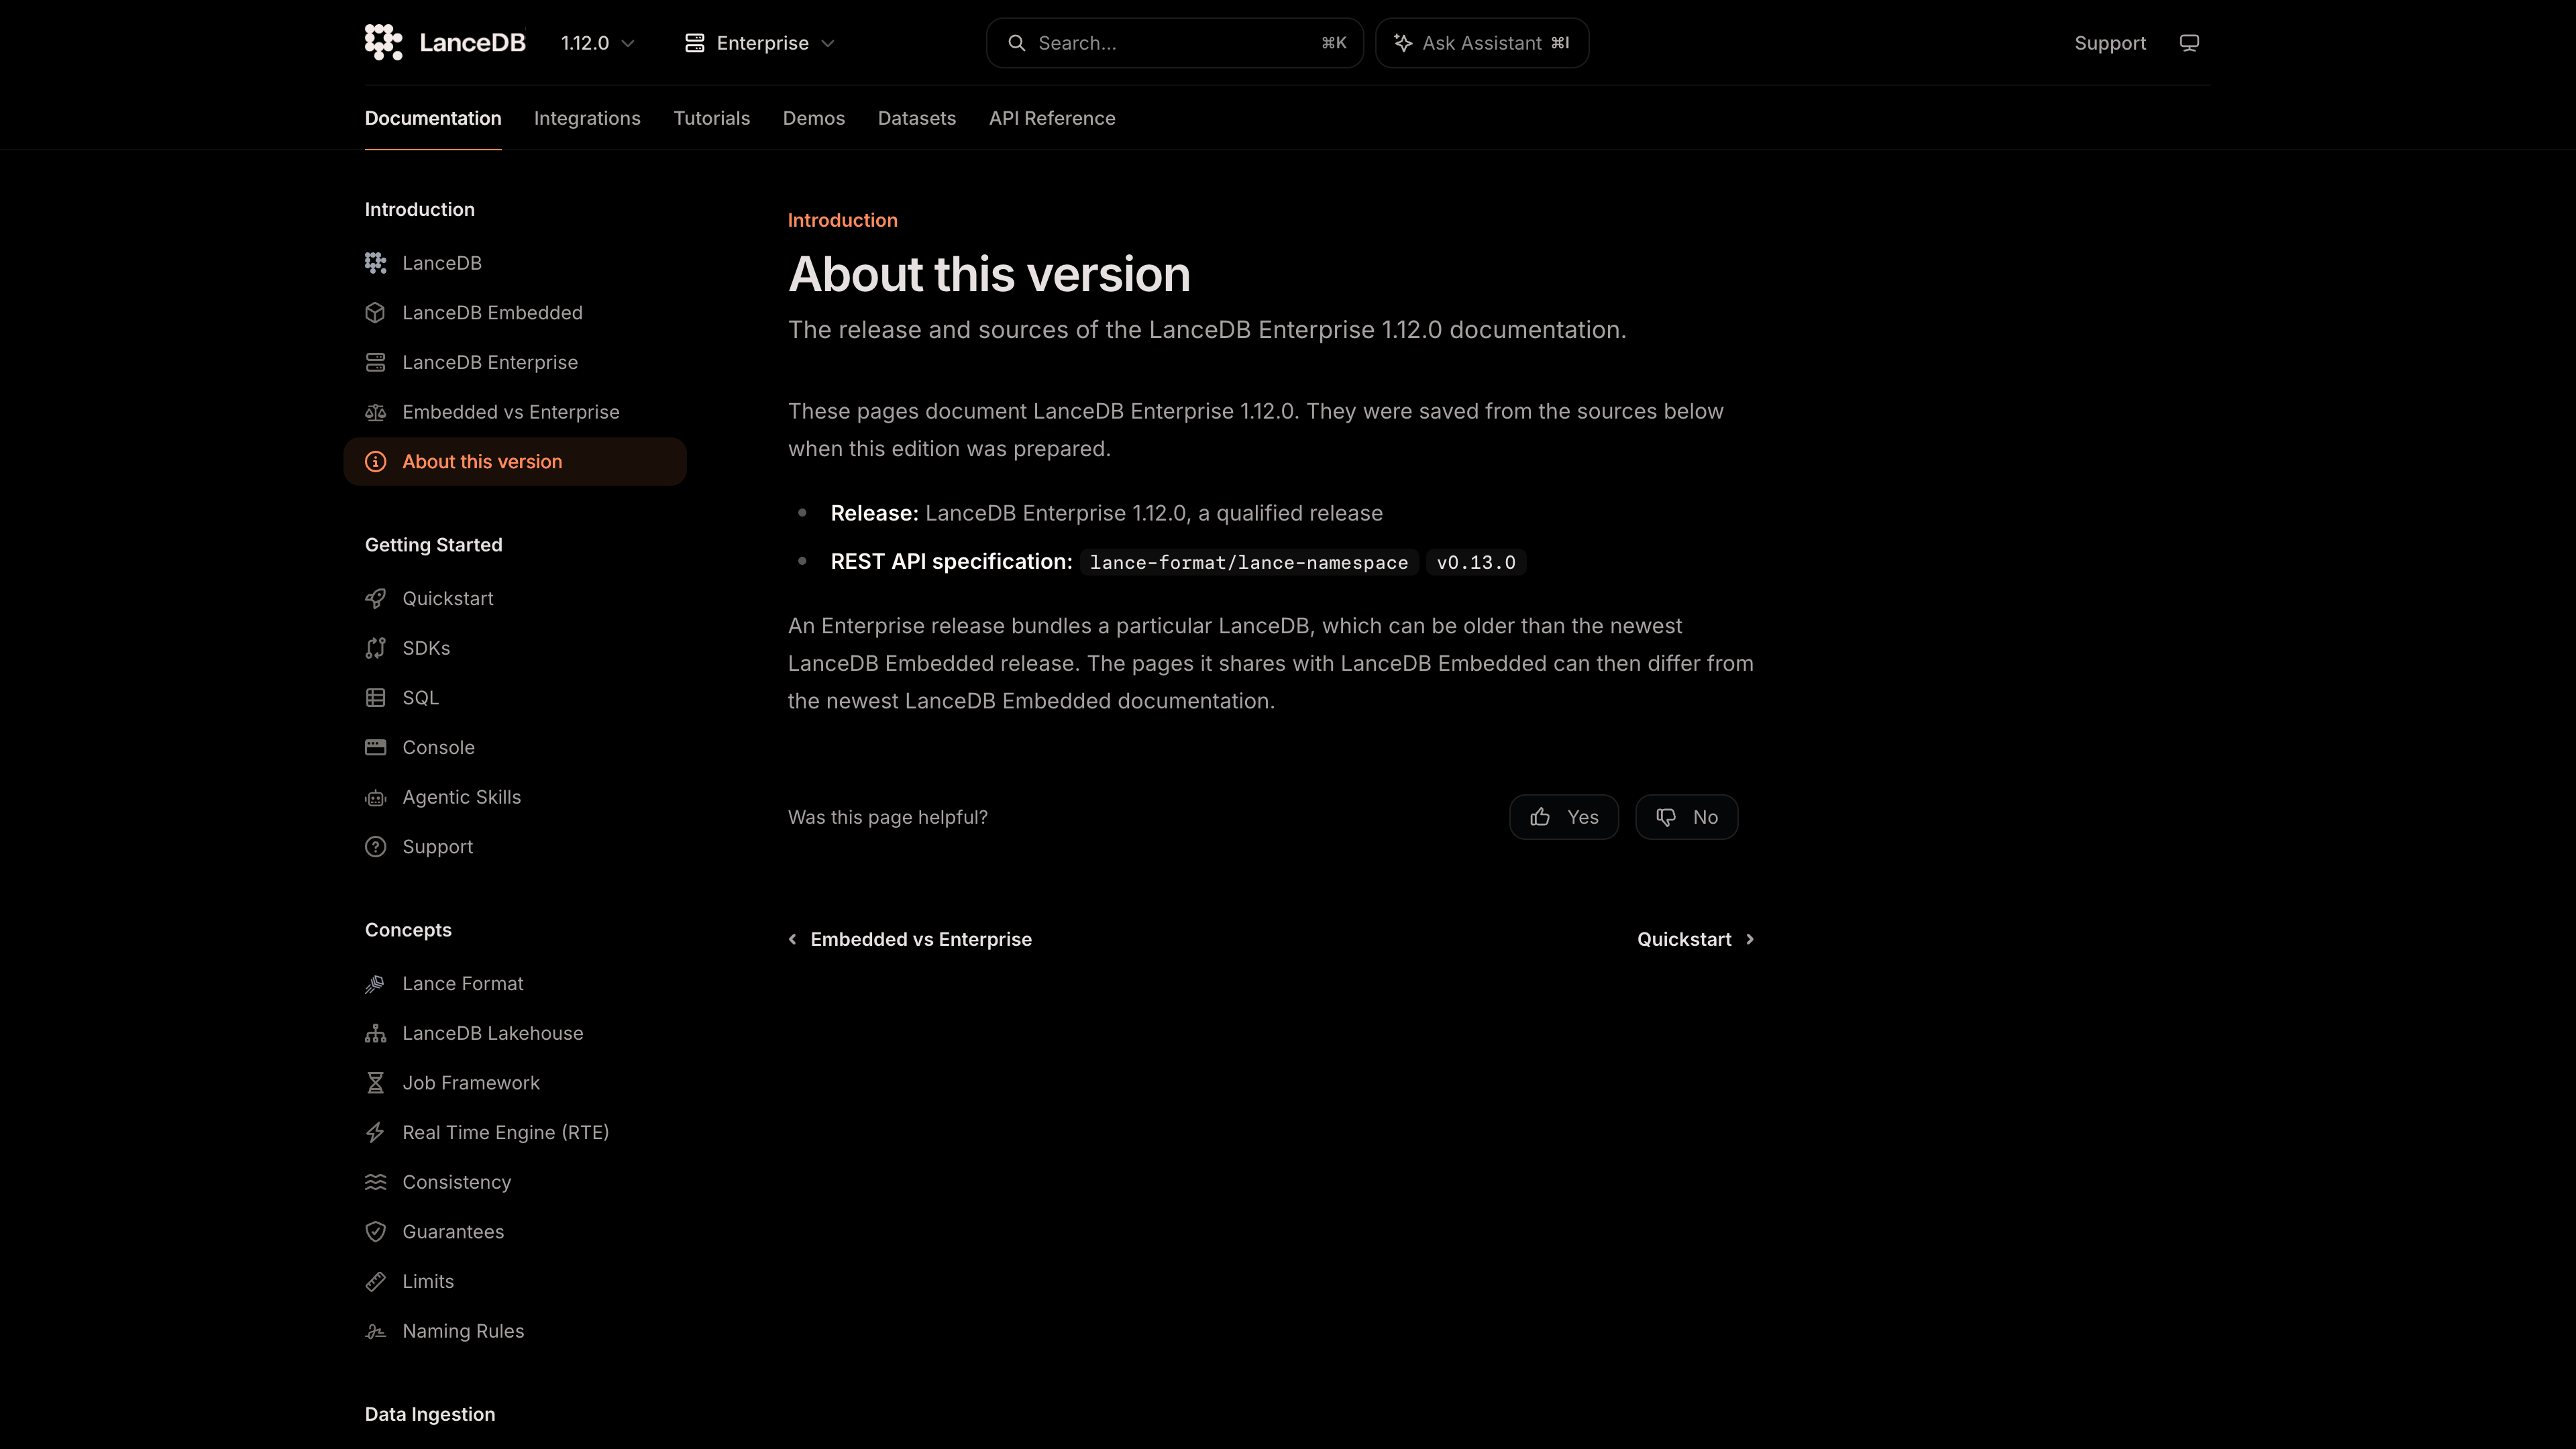 LanceDB
1.12.0
Enterprise
Search...
⌘K
Ask Assistant ⌘I
Support
Documentation
Integrations
Tutorials
Demos
Datasets
API Reference
Introduction
LanceDB
LanceDB Embedded
LanceDB Enterprise
Embedded vs Enterprise
About this version
Getting Started
Quickstart
SDKs
SQL
Console
Agentic Skills
Support
Concepts
Lance Format
LanceDB Lakehouse
Job Framework
Real Time Engine (RTE)
Consistency
Guarantees
Limits
Naming Rules
Data Ingestion
Introduction
About this version
The release and sources of the LanceDB Enterprise 1.12.0 documentation.
These pages document LanceDB Enterprise 1.12.0. They were saved from the sources below
when this edition was prepared.
Release: LanceDB Enterprise 1.12.0, a qualified release
REST API specification: lance-format/lance-namespace v0.13.0
An Enterprise release bundles a particular LanceDB, which can be older than the newest
LanceDB Embedded release. The pages it shares with LanceDB Embedded can then differ from
the newest LanceDB Embedded documentation.
Was this page helpful?
Yes
No
Embedded vs Enterprise
Quickstart